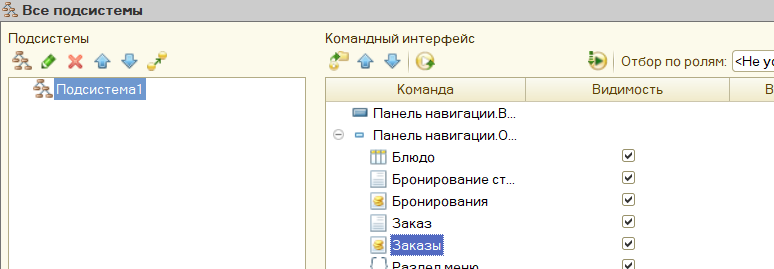 Все подсистемы
Подсистемы
Командный интерфейс
Отбор по ролям: <Не ус
Подсистема1
Команда Видимость В
Панель навигации.В...
Панель навигации.О...
Блюдо
Бронирование ст...
Бронирования
Заказ
Заказы
Раздел меню